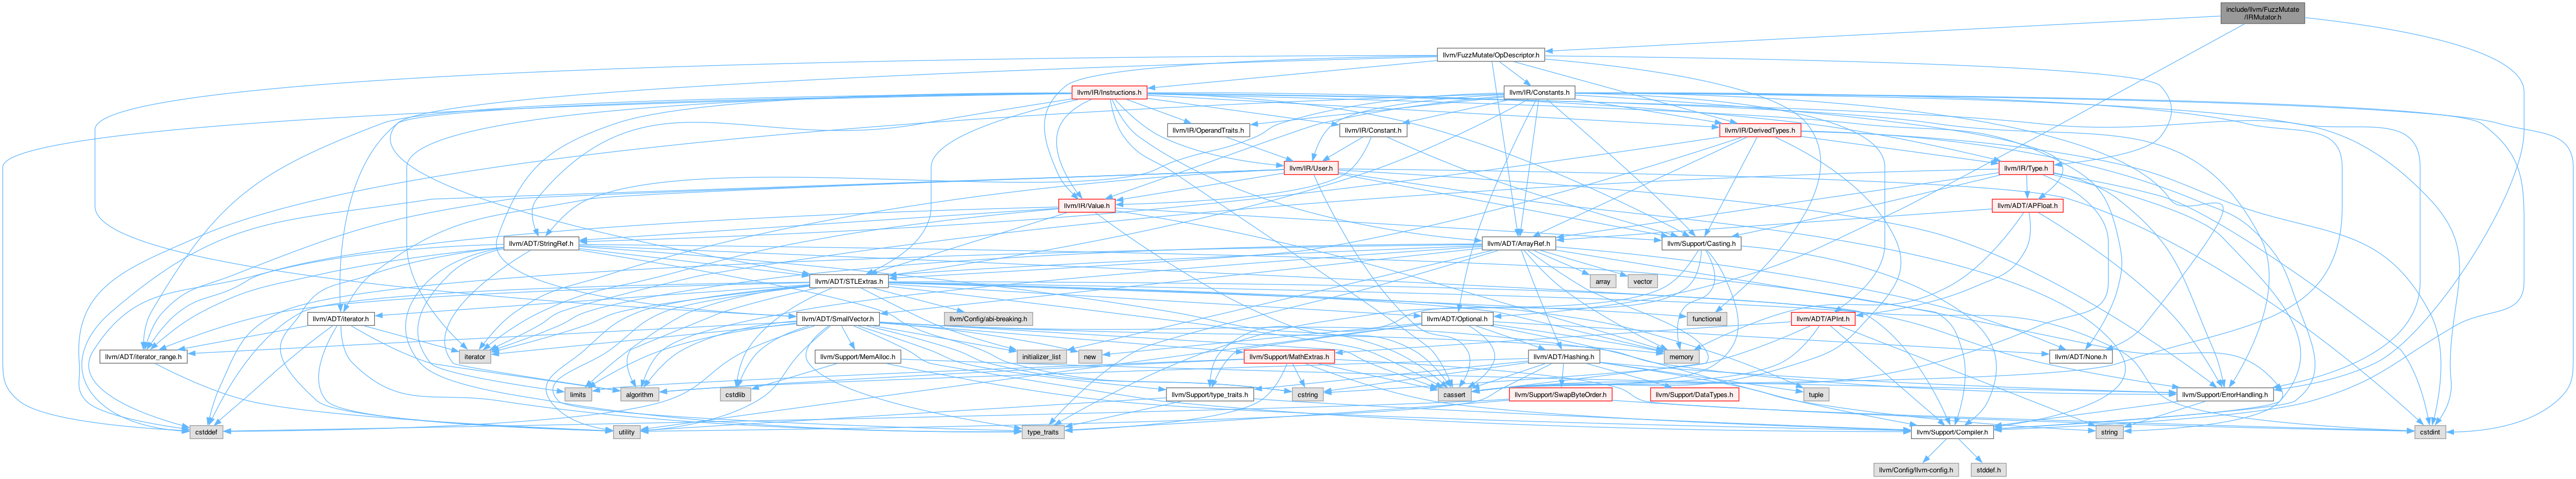 include/llvm/FuzzMutate
/IRMutator.h
llvm/FuzzMutate/OpDescriptor.h
llvm/IR/Instructions.h
llvm/IR/Constants.h
llvm/IR/OperandTraits.h
llvm/IR/Constant.h
llvm/IR/DerivedTypes.h
llvm/IR/User.h
llvm/IR/Type.h
llvm/IR/Value.h
llvm/ADT/APFloat.h
llvm/ADT/StringRef.h
llvm/ADT/ArrayRef.h
llvm/Support/Casting.h
llvm/ADT/STLExtras.h
array
vector
llvm/ADT/iterator.h
llvm/Config/abi-breaking.h
llvm/ADT/SmallVector.h
llvm/ADT/Optional.h
functional
llvm/ADT/APInt.h
llvm/ADT/iterator_range.h
iterator
llvm/Support/MemAlloc.h
initializer_list
new
llvm/Support/MathExtras.h
llvm/ADT/Hashing.h
memory
llvm/ADT/None.h
limits
algorithm
cstdlib
llvm/Support/type_traits.h
cstring
cassert
llvm/Support/SwapByteOrder.h
llvm/Support/DataTypes.h
tuple
llvm/Support/ErrorHandling.h
cstddef
utility
type_traits
llvm/Support/Compiler.h
string
cstdint
llvm/Config/llvm-config.h
stddef.h